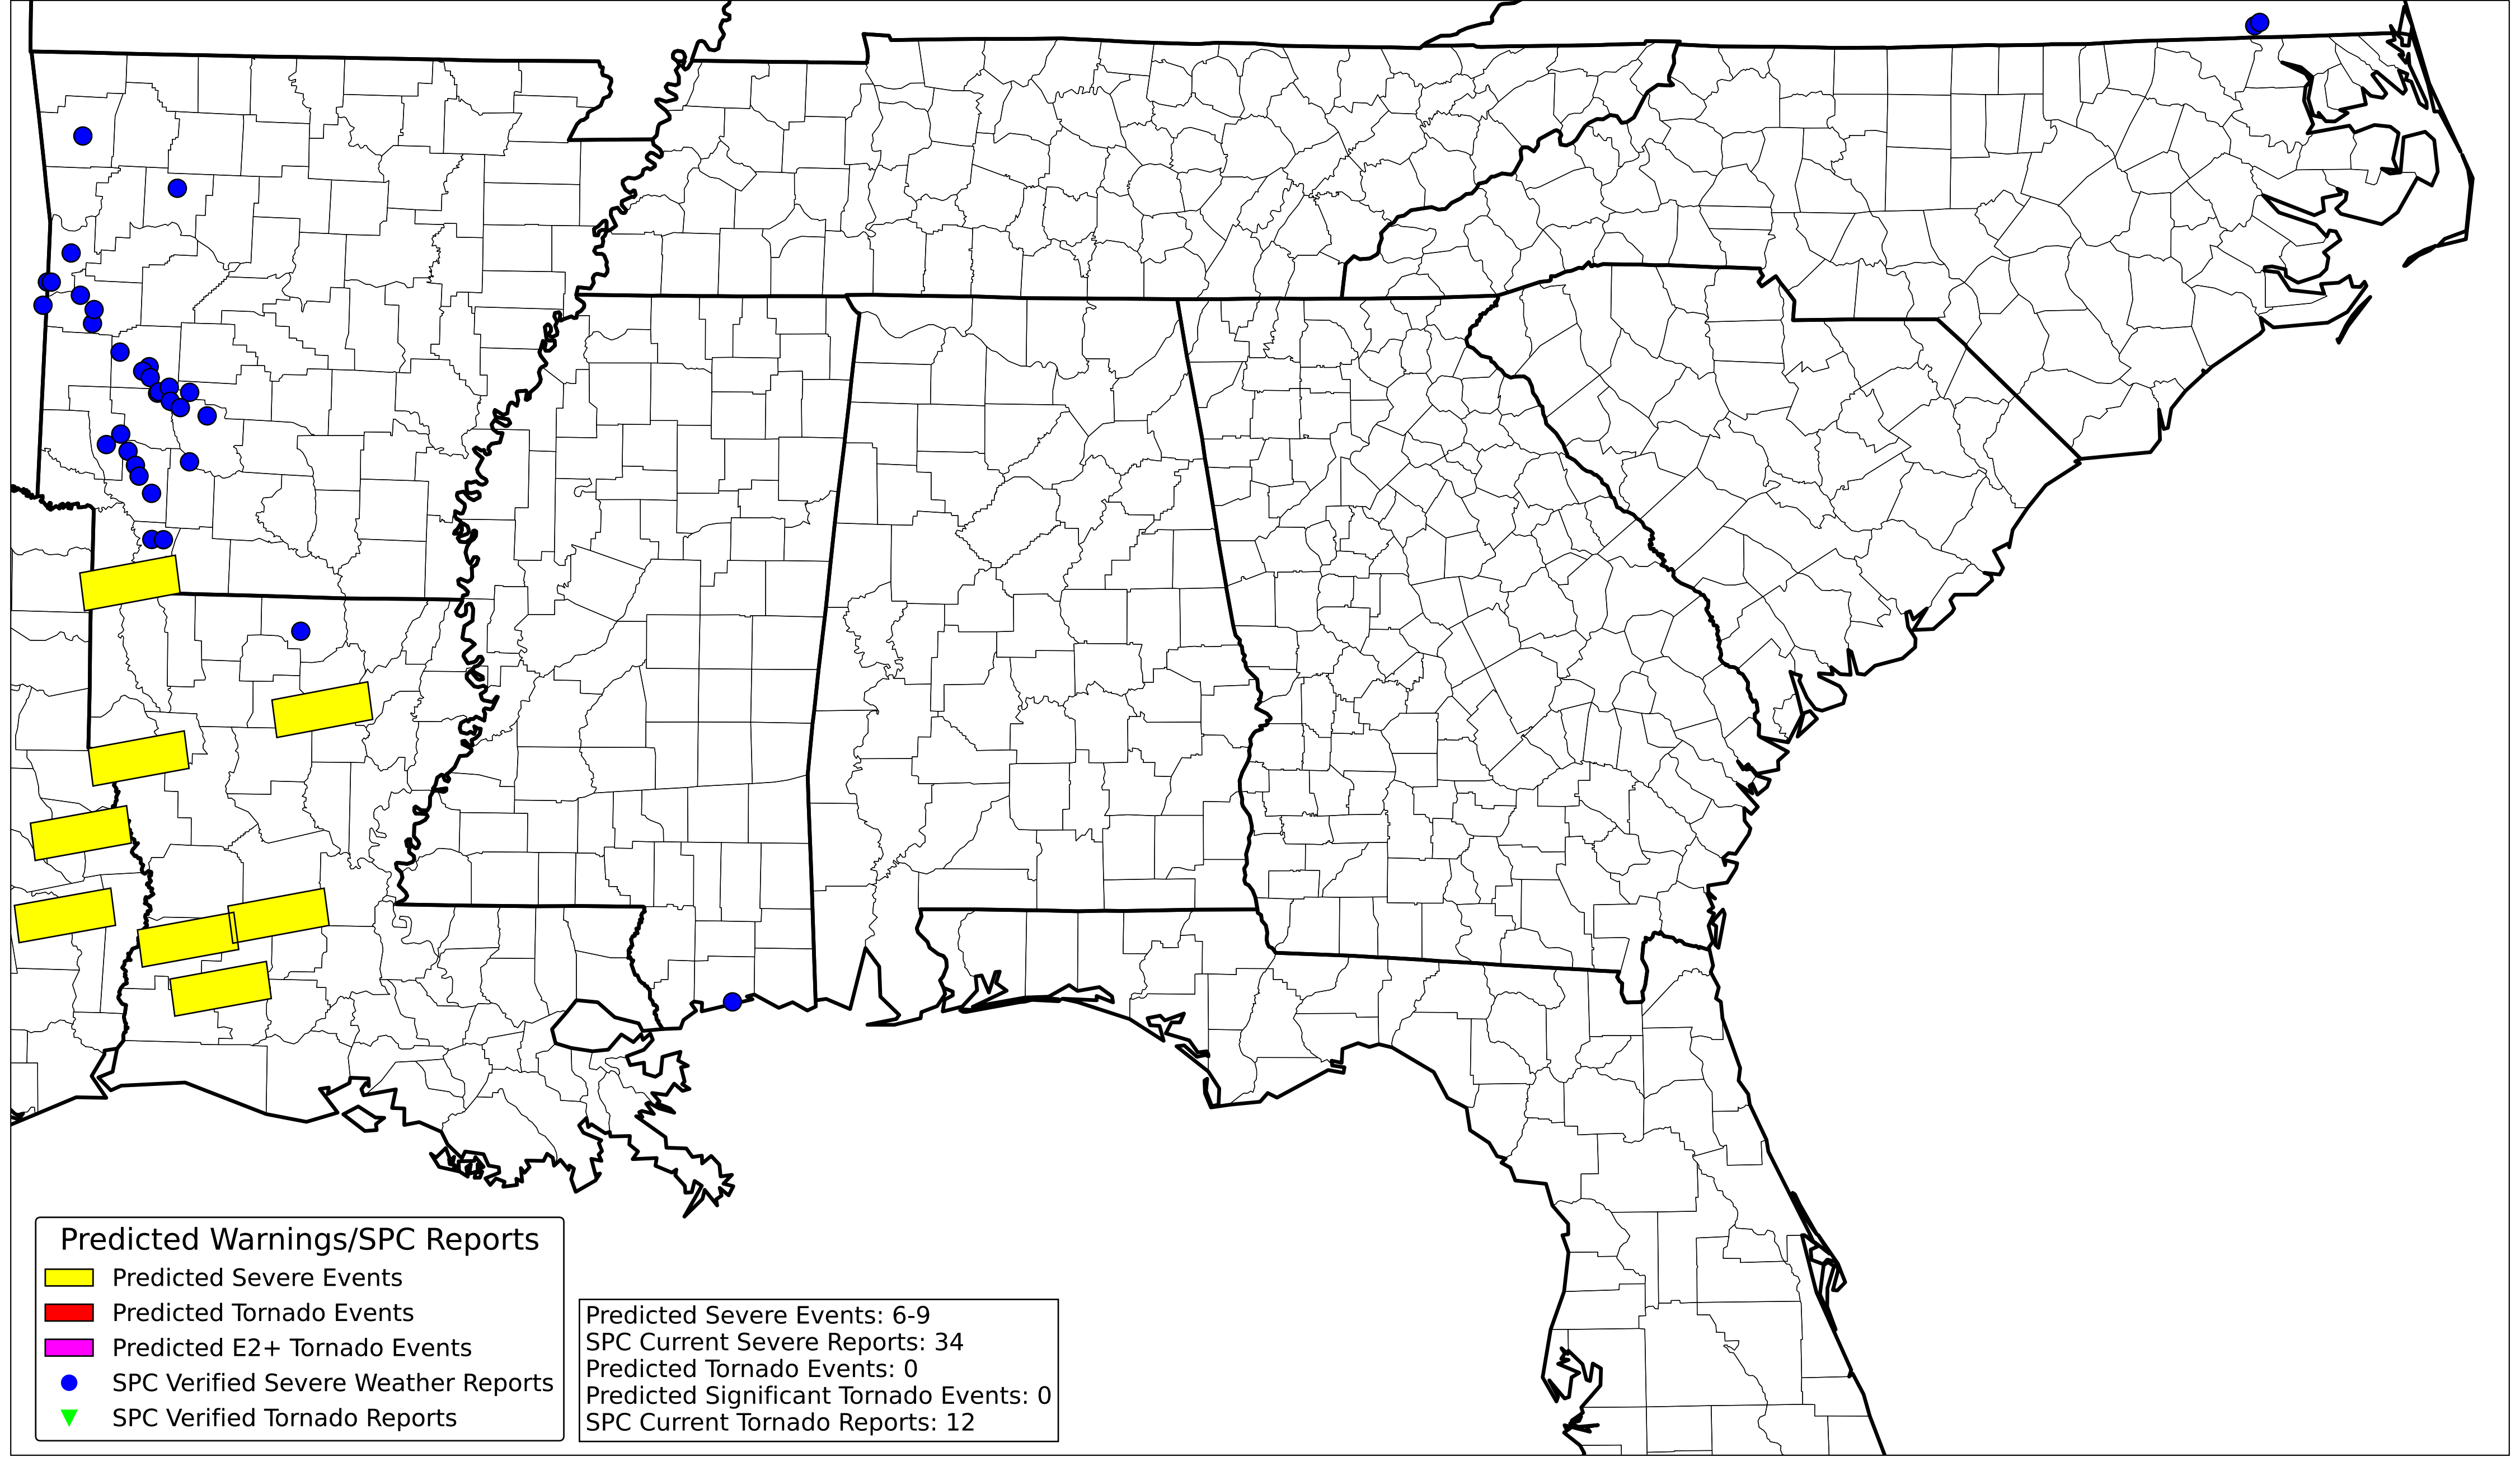 Predicted Warnings/SPC Reports
Predicted Severe Events
Predicted Tornado Events
Predicted E2+ Tornado Events
SPC Verified Severe Weather Reports
SPC Verified Tornado Reports
Predicted Severe Events: 6-9
SPC Current Severe Reports: 34
Predicted Tornado Events: 0
Predicted Significant Tornado Events: 0
SPC Current Tornado Reports: 12